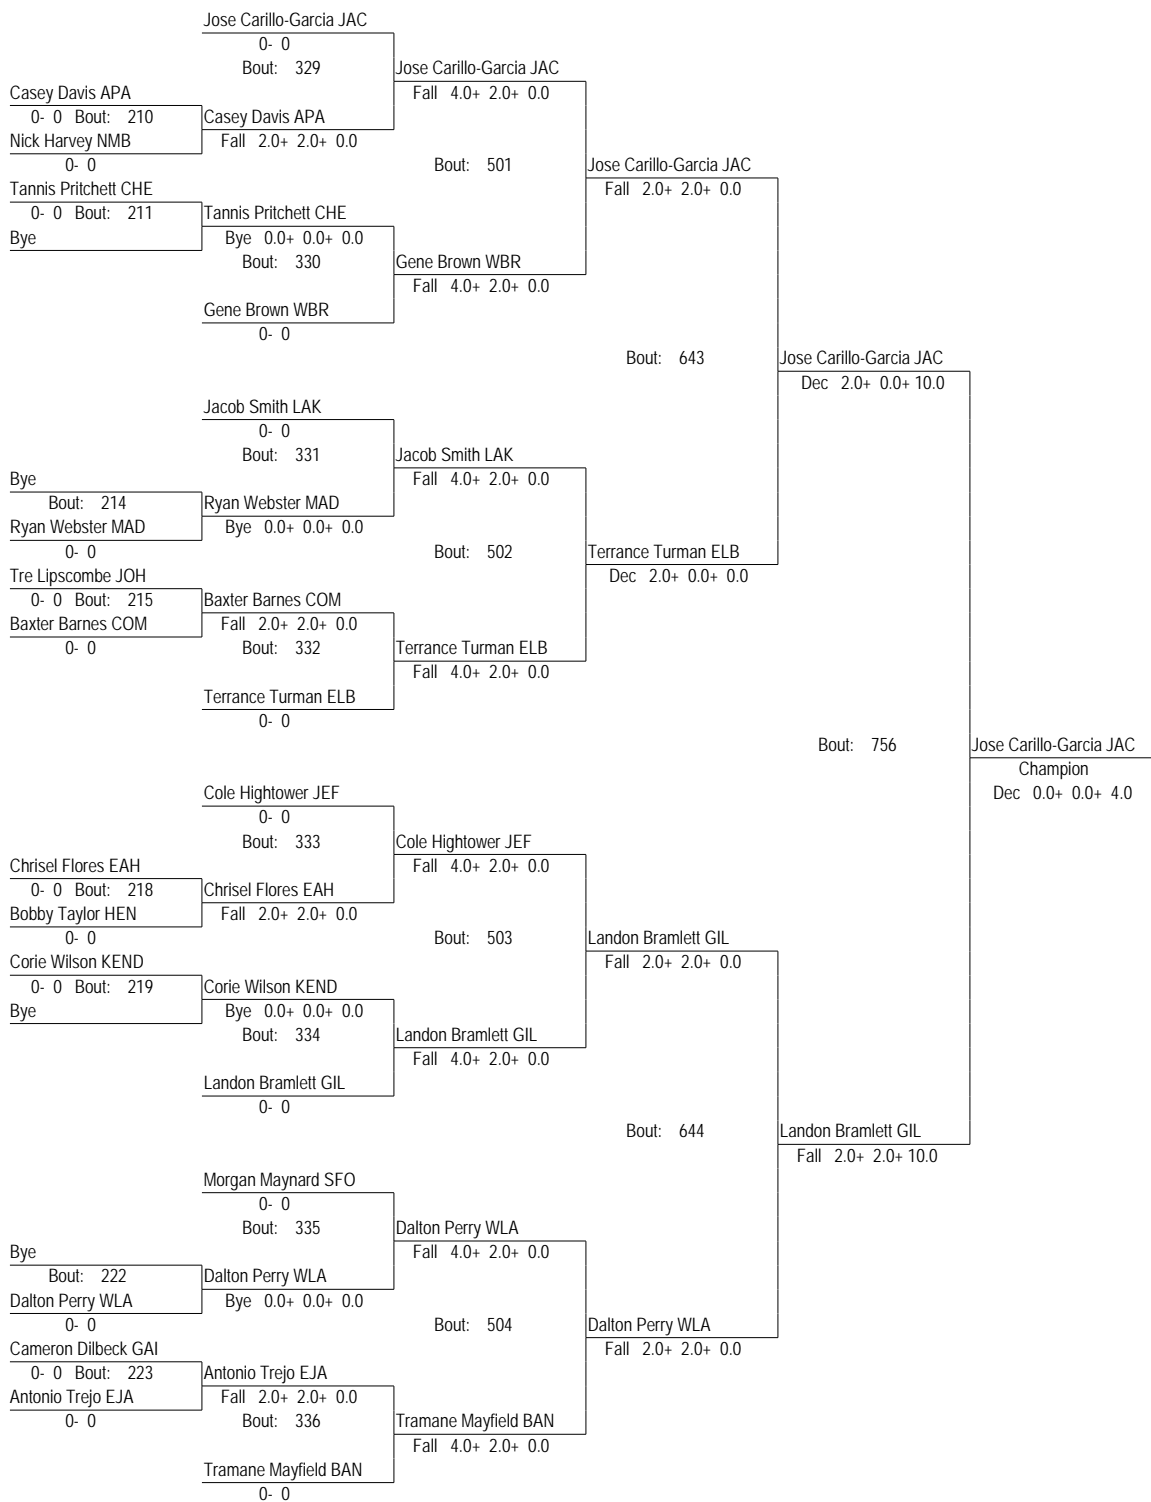 Jose Carillo-Garcia JAC
0- 0
Bout: 329
Jose Carillo-Garcia JAC
Fall 4.0+ 2.0+ 0.0
Casey Davis APA
0- 0 Bout: 210
Casey Davis APA
Nick Harvey NMB
Fall 2.0+ 2.0+ 0.0
0- 0
Bout: 501
Jose Carillo-Garcia JAC
Tannis Pritchett CHE
Fall 2.0+ 2.0+ 0.0
0- 0 Bout: 211
Tannis Pritchett CHE
Bye
Bye 0.0+ 0.0+ 0.0
Bout: 330
Gene Brown WBR
Fall 4.0+ 2.0+ 0.0
Gene Brown WBR
0- 0
Bout: 643
Jose Carillo-Garcia JAC
Dec 2.0+ 0.0+ 10.0
Jacob Smith LAK
0- 0
Bout: 331
Jacob Smith LAK
Fall 4.0+ 2.0+ 0.0
Bye
Bout: 214
Ryan Webster MAD
Ryan Webster MAD
Bye 0.0+ 0.0+ 0.0
0- 0
Bout: 502
Terrance Turman ELB
Tre Lipscombe JOH
Dec 2.0+ 0.0+ 0.0
0- 0 Bout: 215
Baxter Barnes COM
Baxter Barnes COM
Fall 2.0+ 2.0+ 0.0
0- 0
Bout: 332
Terrance Turman ELB
Fall 4.0+ 2.0+ 0.0
Terrance Turman ELB
0- 0
Bout: 756
Jose Carillo-Garcia JAC
Champion
Dec 0.0+ 0.0+ 4.0
Cole Hightower JEF
0- 0
Bout: 333
Cole Hightower JEF
Fall 4.0+ 2.0+ 0.0
Chrisel Flores EAH
0- 0 Bout: 218
Chrisel Flores EAH
Bobby Taylor HEN
Fall 2.0+ 2.0+ 0.0
0- 0
Bout: 503
Landon Bramlett GIL
Corie Wilson KEND
Fall 2.0+ 2.0+ 0.0
0- 0 Bout: 219
Corie Wilson KEND
Bye
Bye 0.0+ 0.0+ 0.0
Bout: 334
Landon Bramlett GIL
Fall 4.0+ 2.0+ 0.0
Landon Bramlett GIL
0- 0
Bout: 644
Landon Bramlett GIL
Fall 2.0+ 2.0+ 10.0
Morgan Maynard SFO
0- 0
Bout: 335
Dalton Perry WLA
Fall 4.0+ 2.0+ 0.0
Bye
Bout: 222
Dalton Perry WLA
Dalton Perry WLA
Bye 0.0+ 0.0+ 0.0
0- 0
Bout: 504
Dalton Perry WLA
Cameron Dilbeck GAI
Fall 2.0+ 2.0+ 0.0
0- 0 Bout: 223
Antonio Trejo EJA
Antonio Trejo EJA
Fall 2.0+ 2.0+ 0.0
0- 0
Bout: 336
Tramane Mayfield BAN
Fall 4.0+ 2.0+ 0.0
Tramane Mayfield BAN
0- 0